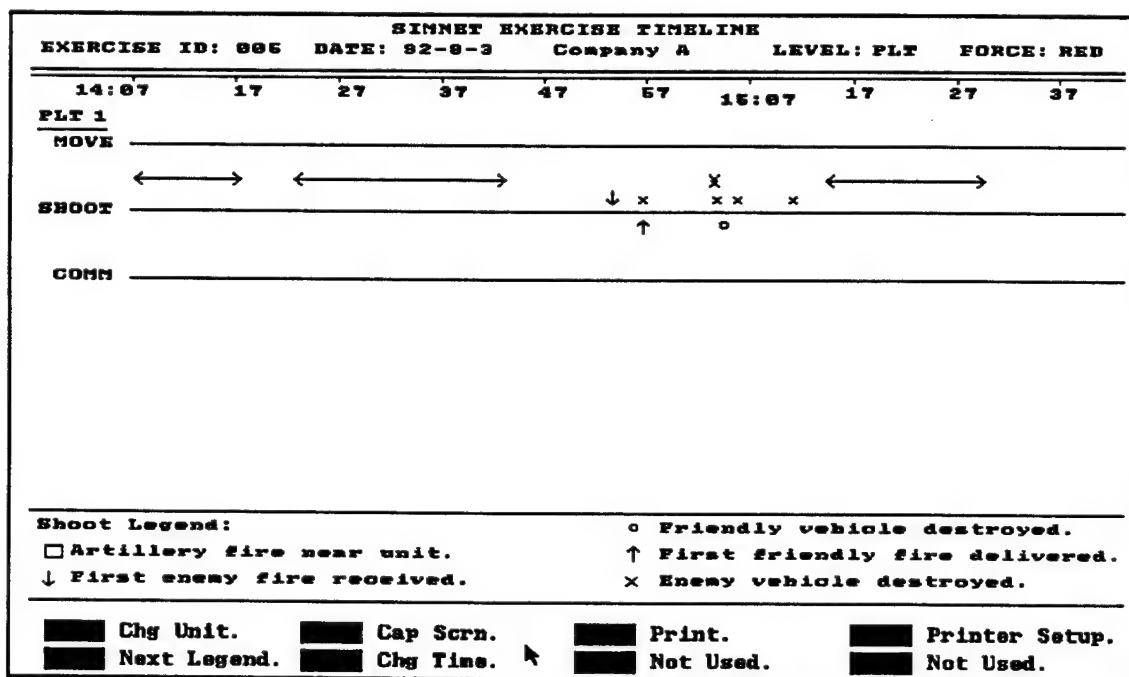 SIMNET EXERCISE TIMELINE
EXERCISE ID: 006 DATE: 92-8-3 Company A LEVEL: PLT FORCE: RED
14:07 17 27 37 47 57 15:07 17 27 37
PLT 1
MOVE
SHOOT
COMM
Shoot Legend:
Artillery fire near unit.
↓ First enemy fire received.
o Friendly vehicle destroyed.
↑ First friendly fire delivered.
x Enemy vehicle destroyed.
Chg Unit. Cap Scrn. Print. Printer Setup.
Next Legend. Chg Time. Not Used. Not Used.